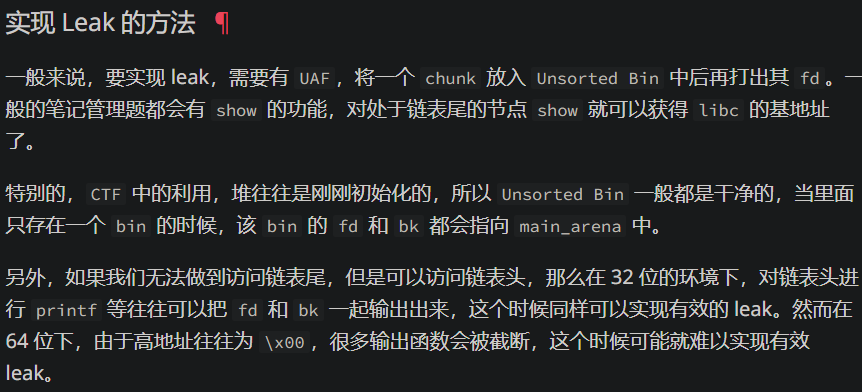 实现 Leak 的方法 ¶
一般来说，要实现 leak，需要有 UAF，将一个 chunk 放入 Unsorted Bin 中后再打出其 fd。一
般的笔记管理题都会有 show 的功能，对处于链表尾的节点 show 就可以获得 libc 的基地址
了。
特别的，CTF 中的利用，堆往往是刚刚初始化的，所以 Unsorted Bin 一般都是干净的，当里面
只存在一个 bin 的时候，该 bin 的 fd 和 bk 都会指向 main_arena 中。
另外，如果我们无法做到访问链表尾，但是可以访问链表头，那么在 32 位的环境下，对链表头进
行 printf 等往往可以把 fd 和 bk 一起输出出来，这个时候同样可以实现有效的 leak。然而在
64 位下，由于高地址往往为 \x00，很多输出函数会被截断，这个时候可能就难以实现有效
leak。